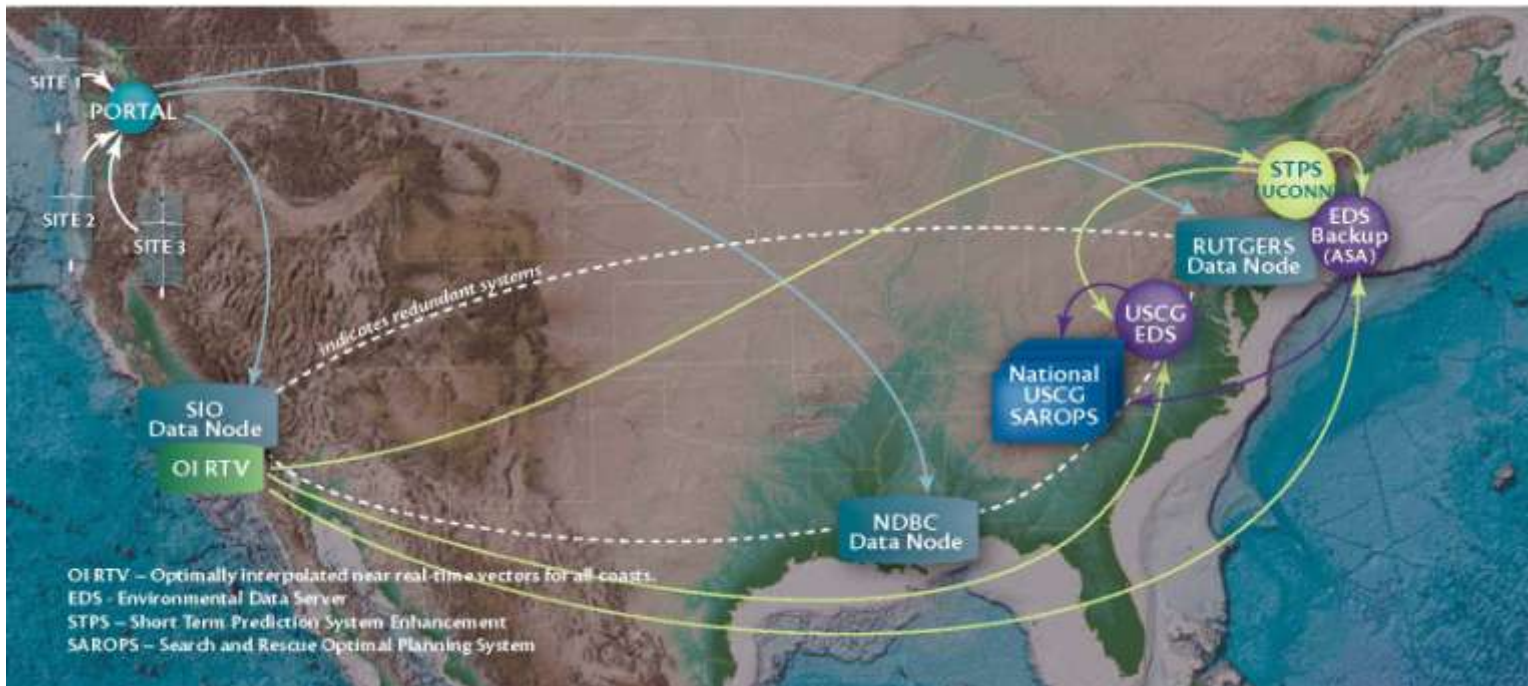 SITE 1
PORTAL
SITE 2
SITE 3
indicates redundant systems
STPS
UCONN
EDS
Backup
(ASA)
RUTGERS
Data Node
USCG
EDS
National
USCG
SAROPS
SIO
Data Node
OI RTV
NDBC
Data Node
OI RTV – Optimally interpolated near real-time vectors for all coasts.
EDS - Environmental Data Server
STPS – Short Term Prediction System Enhancement
SAROPS – Search and Rescue Optimal Planning System